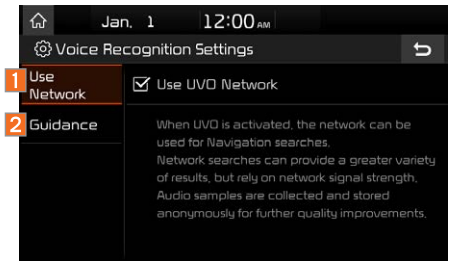 Jan. 1 12:00 AM
Voice Recognition Settings
1 Use
Network
Use UVO Network
2 Guidance
When UVO is activated, the network can be
used for Navigation searches.
Network searches can provide a greater variety
of results, but rely on network signal strength.
Audio samples are collected and stored
anonymously for further quality improvements.